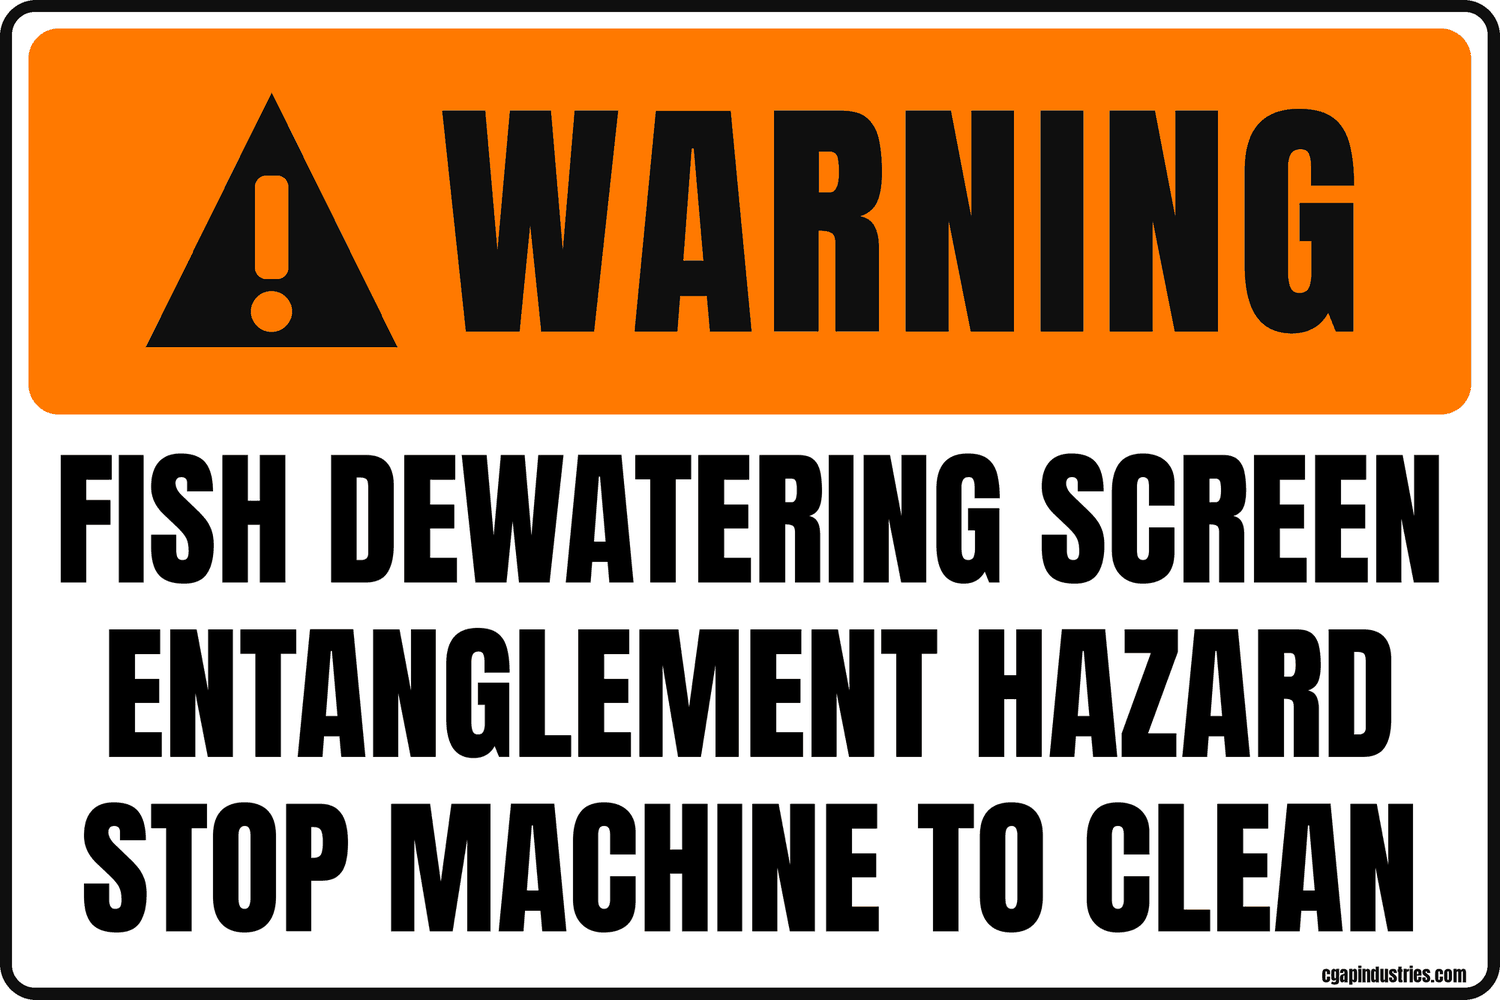 WARNING
FISH DEWATERING SCREEN
ENTANGLEMENT HAZARD
STOP MACHINE TO CLEAN
cgapindustries.com